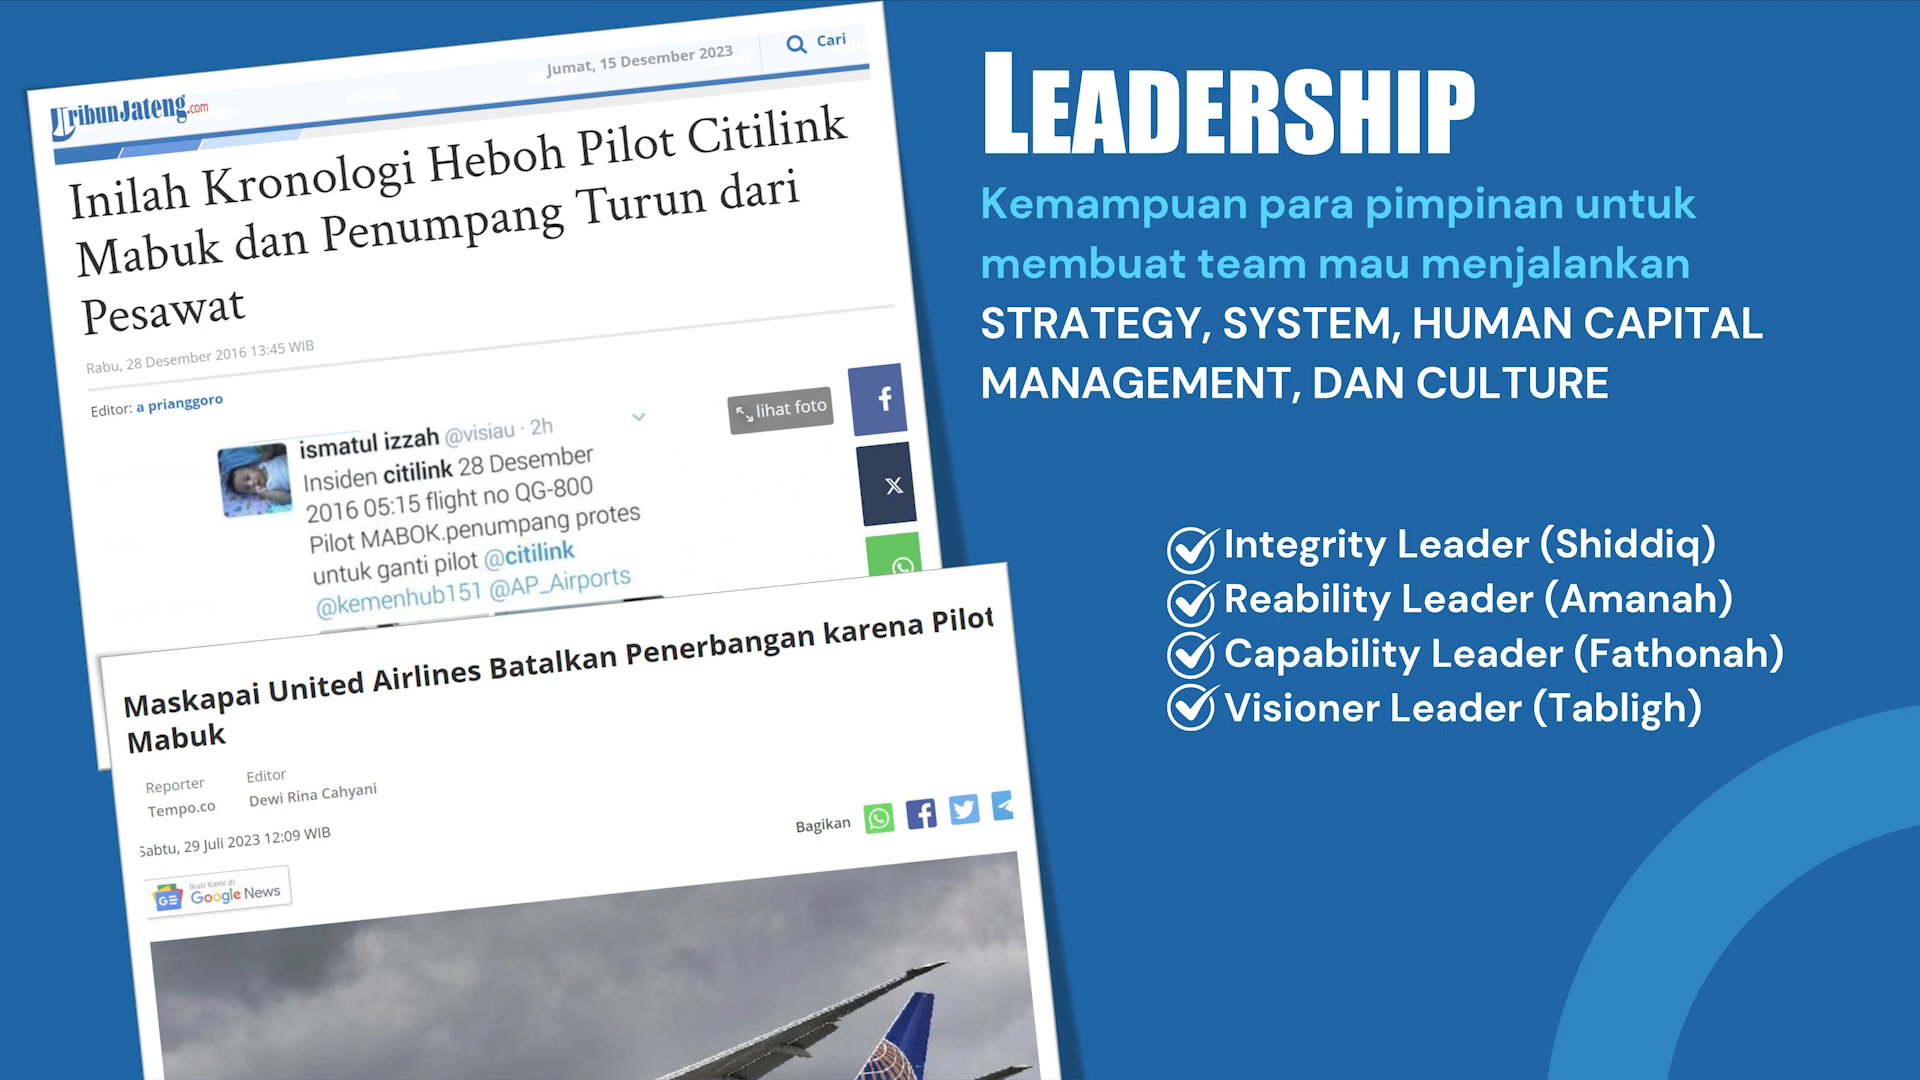 TribunJateng.com
Jumat, 15 Desember 2023
Cari
Inilah Kronologi Heboh Pilot Citilink
Mabuk dan Penumpang Turun dari
Pesawat
Rabu, 28 Desember 2016 13:45 WIB
Editor: a prianggoro
lihat foto
ismatul izzah @visiau · 2h
Insiden citilink 28 Desember
2016 05:15 flight no QG-800
Pilot MABOK.penumpang protes
untuk ganti pilot @citilink
@kemenhub151 @AP_Airports
Maskapai United Airlines Batalkan Penerbangan karena Pilot
Mabuk
Reporter
Tempo.co
Editor
Dewi Rina Cahyani
Sabtu, 29 Juli 2023 12:09 WIB
Bagikan
Ikuti Kami di
Google News
LEADERSHIP
Kemampuan para pimpinan untuk
membuat team mau menjalankan
STRATEGY, SYSTEM, HUMAN CAPITAL
MANAGEMENT, DAN CULTURE
Integrity Leader (Shiddiq)
Reability Leader (Amanah)
Capability Leader (Fathonah)
Visioner Leader (Tabligh)